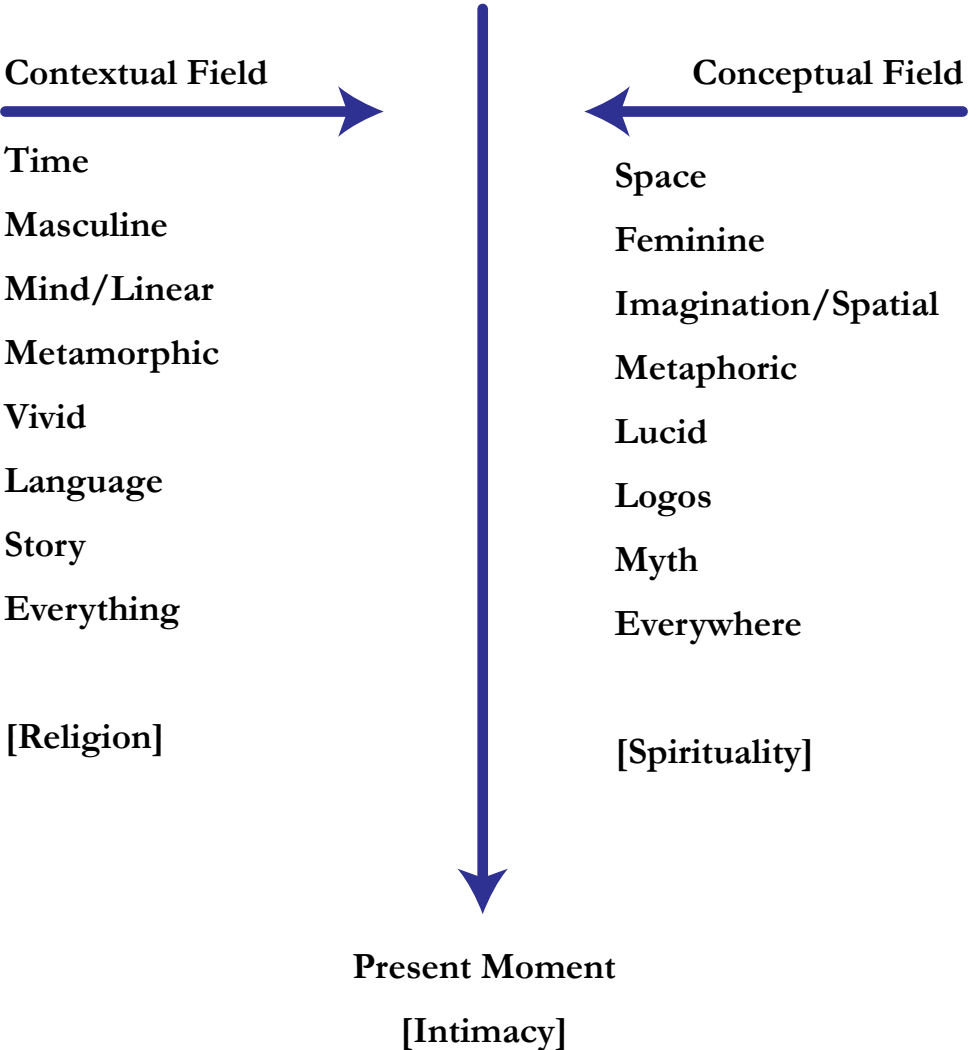 Contextual Field
Time
Masculine
Mind/Linear
Metamorphic
Vivid
Language
Story
Everything
[Religion]
Conceptual Field
Space
Feminine
Imagination/Spatial
Metaphoric
Lucid
Logos
Myth
Everywhere
[Spirituality]
Present Moment
[Intimacy]